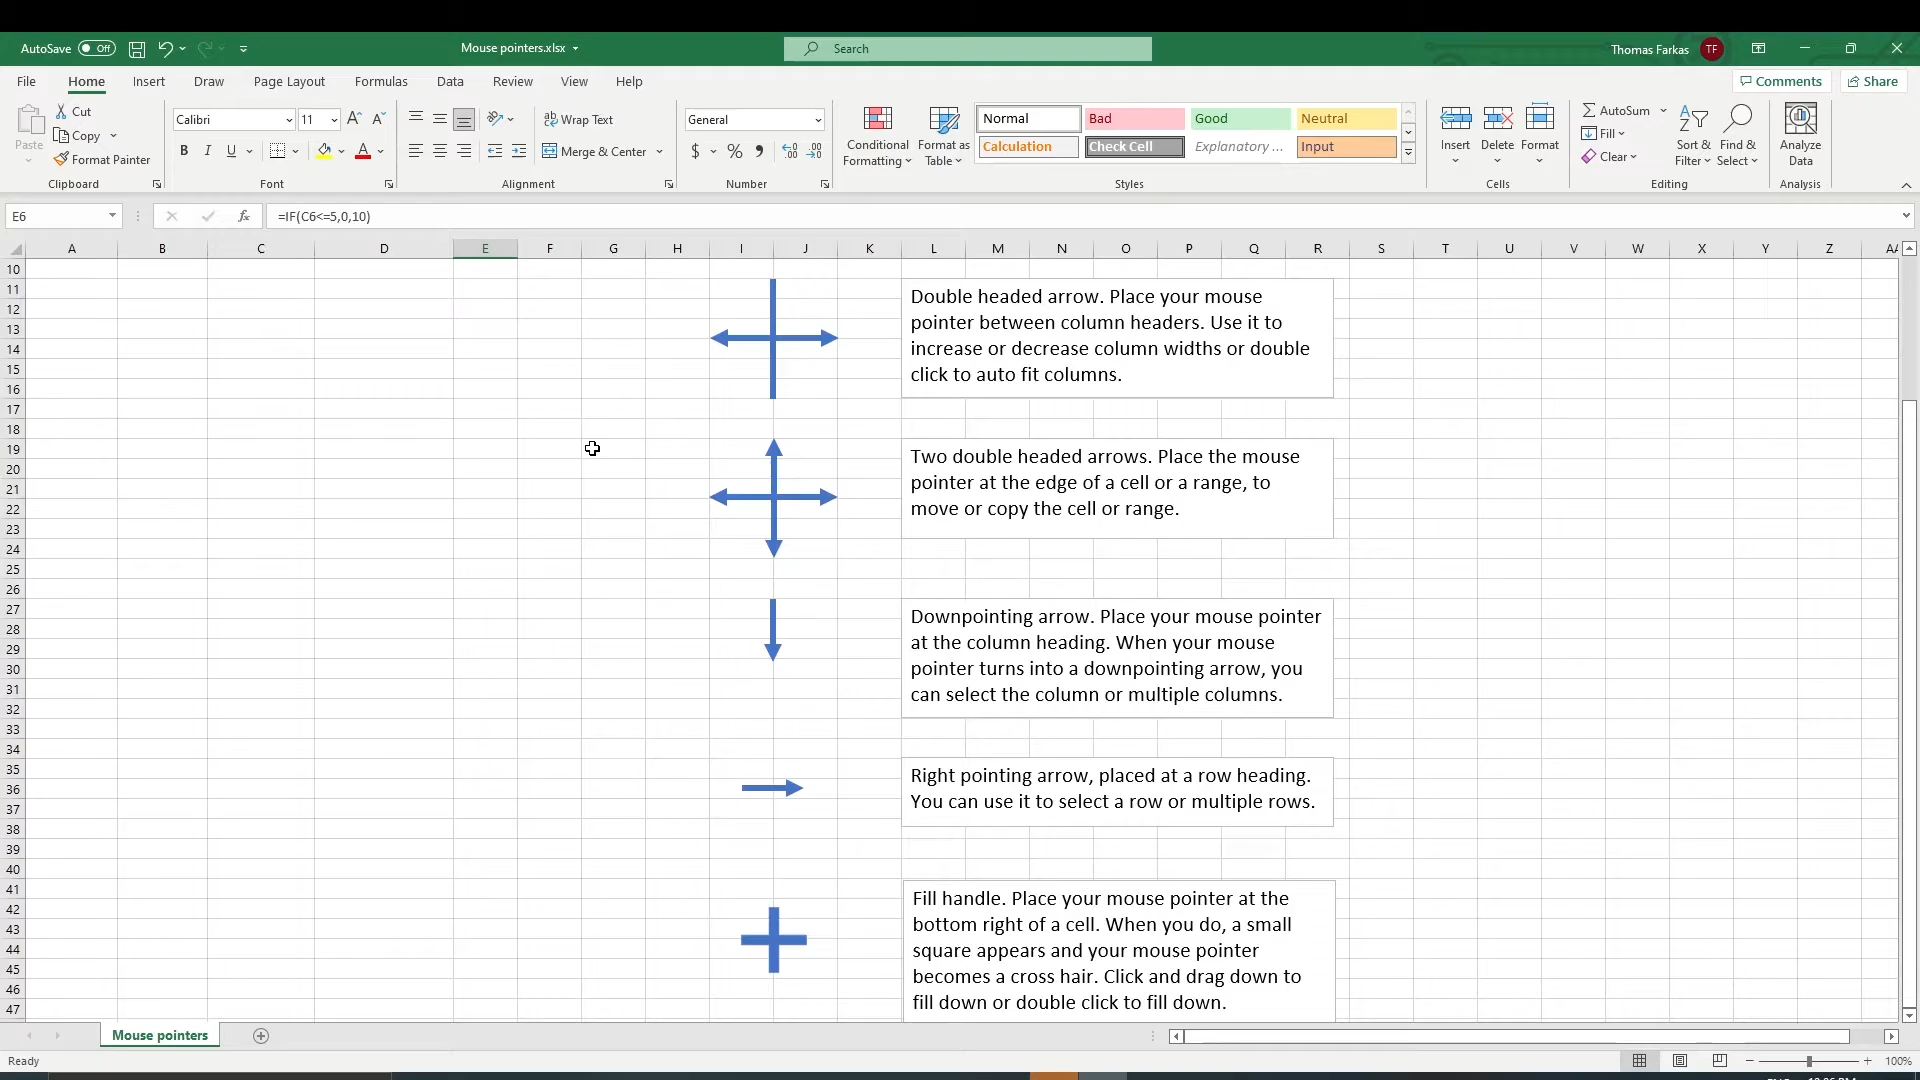 AutoSave Off
Mouse pointers.xlsx
Search
Thomas Farkas TF
File Home Insert Draw Page Layout Formulas Data Review View Help
Comments Share
Paste
Cut
Copy
Format Painter
Clipboard
Calibri 11 A A
B I U A
Font
ab Wrap Text
Merge & Center
Alignment
General
$ % 9
Number
Conditional
Formatting
Format as
Table
Normal Bad Good Neutral
Calculation Check Cell Explanatory ... Input
Styles
Insert Delete Format
Cells
AutoSum
Fill
Clear
Sort &
Filter
Find &
Select
Editing
Analyze
Data
Analysis
E6 fx =IF(C6<=5,0,10)
A B C D E F G H I J K L M N O P Q R S T U V W X Y Z AA
10
11
12
13
14
15
16
17
18
19
20
21
22
23
24
25
26
27
28
29
30
31
32
33
34
35
36
37
38
39
40
41
42
43
44
45
46
47
Double headed arrow. Place your mouse
pointer between column headers. Use it to
increase or decrease column widths or double
click to auto fit columns.
Two double headed arrows. Place the mouse
pointer at the edge of a cell or a range, to
move or copy the cell or range.
Downpointing arrow. Place your mouse pointer
at the column heading. When your mouse
pointer turns into a downpointing arrow, you
can select the column or multiple columns.
Right pointing arrow, placed at a row heading.
You can use it to select a row or multiple rows.
Fill handle. Place your mouse pointer at the
bottom right of a cell. When you do, a small
square appears and your mouse pointer
becomes a cross hair. Click and drag down to
fill down or double click to fill down.
Mouse pointers
Ready
100%